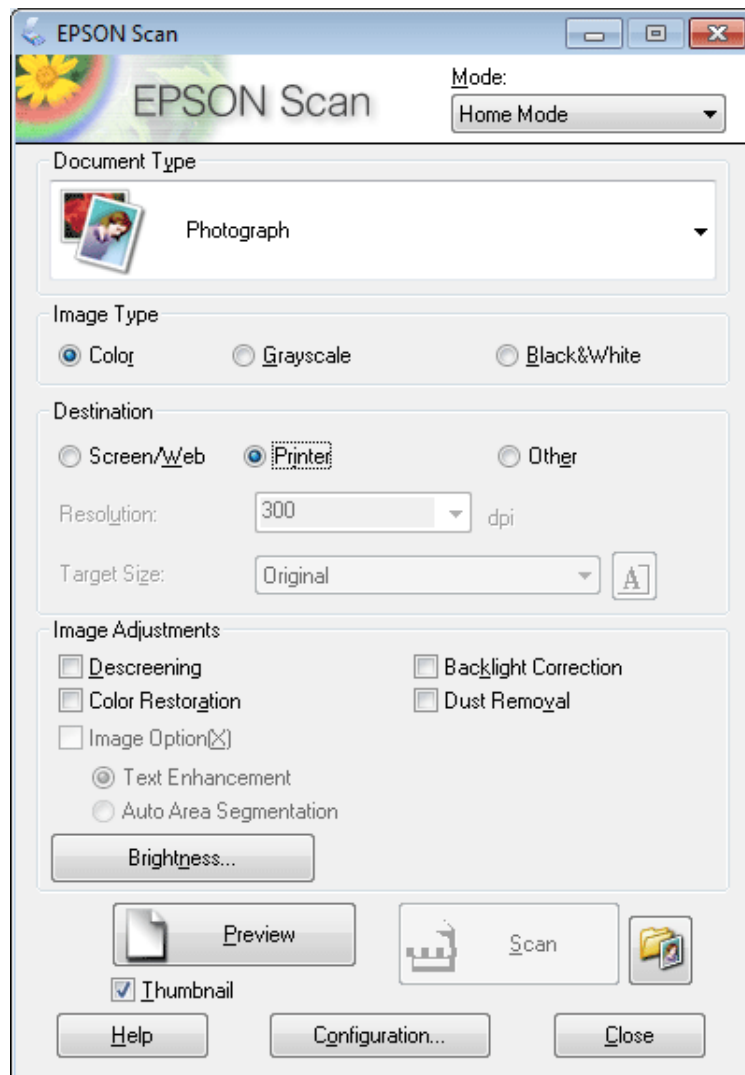 EPSON Scan
EPSON Scan
Mode:
Home Mode
Document Type
Photograph
Image Type
Color
Grayscale
Black&White
Destination
Screen/Web
Printer
Other
Resolution:
300
dpi
Target Size:
Original
A
Image Adjustments
Descreening
Backlight Correction
Color Restoration
Dust Removal
Image Option(X)
Text Enhancement
Auto Area Segmentation
Brightness...
Preview
Scan
Thumbnail
Help
Configuration...
Close